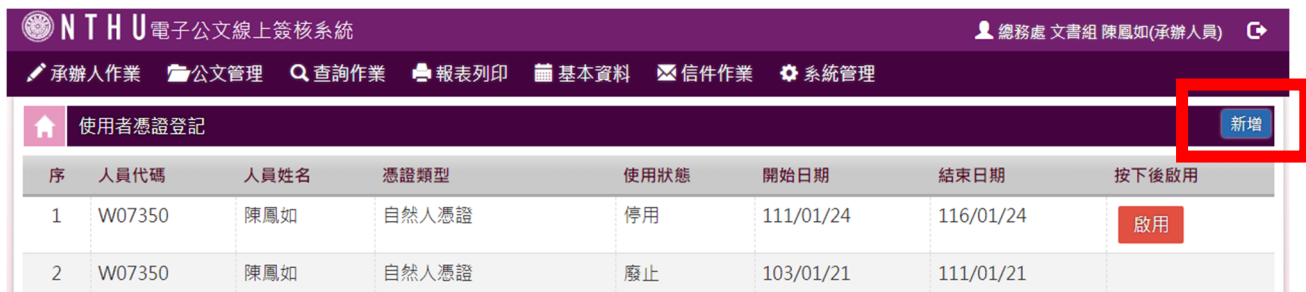 NTHU電子公文線上簽核系統 總務處 文書組 陳鳳如(承辦人員)
承辦人作業 公文管理 查詢作業 報表列印 基本資料 信件作業 系統管理
使用者憑證登記 新增
序 人員代碼 人員姓名 憑證類型 使用狀態 開始日期 結束日期 按下後啟用
1 W07350 陳鳳如 自然人憑證 停用 111/01/24 116/01/24 啟用
2 W07350 陳鳳如 自然人憑證 廢止 103/01/21 111/01/21